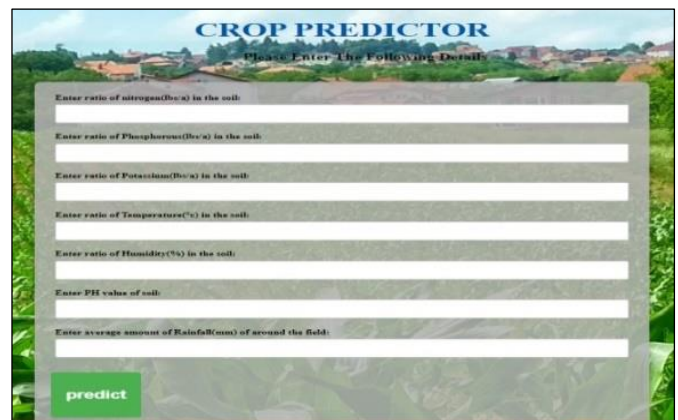 CROP PREDICTOR
Please Enter The Following Details
Enter ratio of nitrogen(lbs/a) in the soil:
Enter ratio of Phosphorous(lbs/a) in the soil:
Enter ratio of Potassium(lbs/a) in the soil:
Enter ratio of Temperature(°c) in the soil:
Enter ratio of Humidity(%) in the soil:
Enter PH value of soil:
Enter average amount of Rainfall(mm) of around the field:
predict